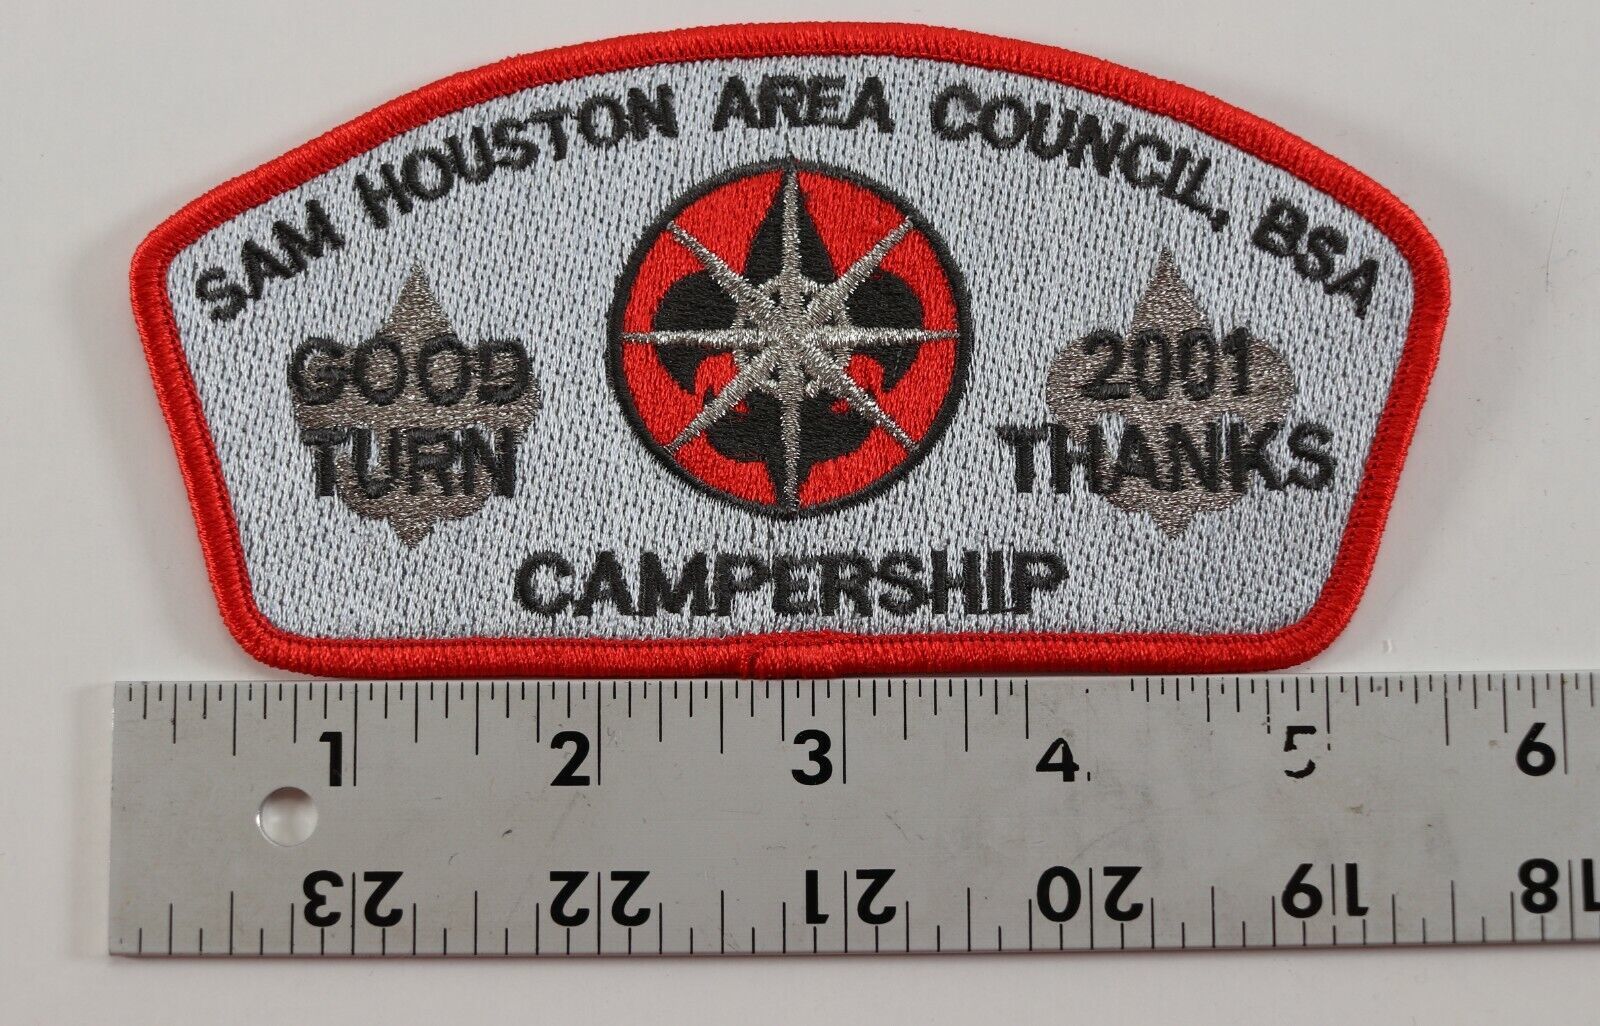 SAM HOUSTON AREA COUNCIL, BSA
GOOD
TURN
2001
THANKS
CAMPERSHIP
1 2 3 4 5 6
23 22 21 20 19 18